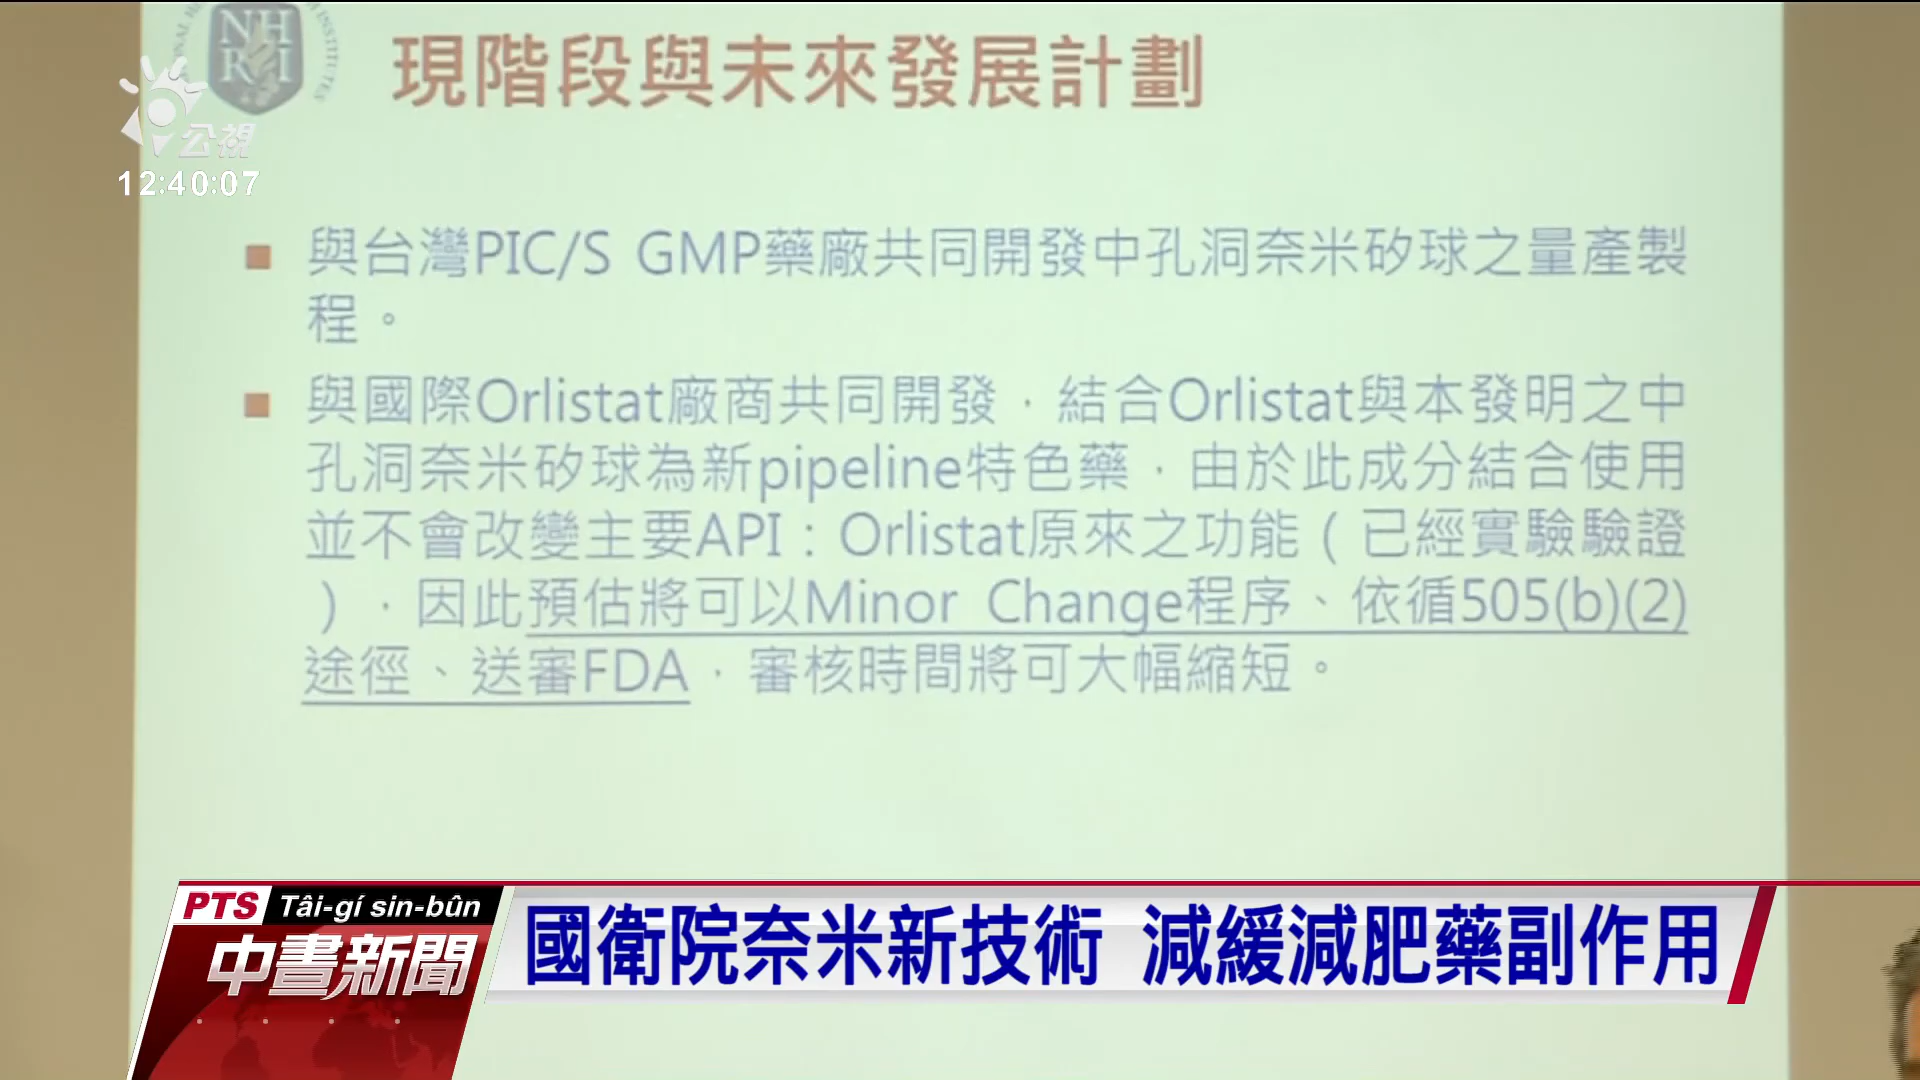 NH
RI
現階段與未來發展計劃
公視
12:40:07
與台灣PIC/S GMP藥廠共同開發中孔洞奈米矽球之量產製
程。
與國際Orlistat廠商共同開發，結合Orlistat與本發明之中
孔洞奈米矽球為新pipeline特色藥，由於此成分結合使用
並不會改變主要API：Orlistat原來之功能（已經實驗驗證
），因此預估將可以Minor Change程序、依循505(b)(2)
途徑、送審FDA，審核時間將可大幅縮短。
PTS Tâi-gí sin-bûn
中晝新聞
國衛院奈米新技術 減緩減肥藥副作用